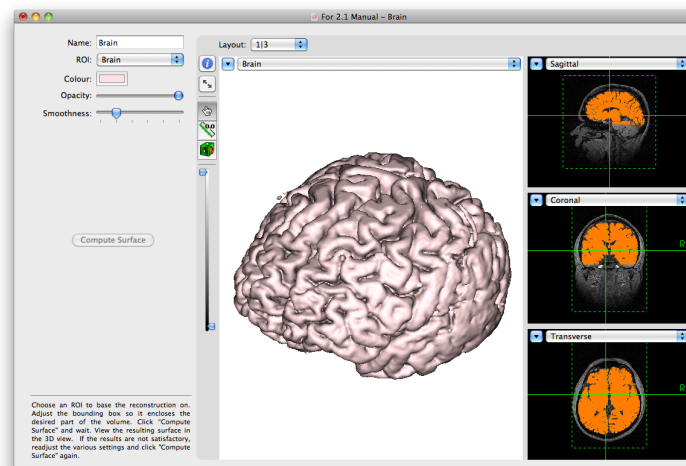 For 2.1 Manual - Brain
Name: Brain
ROI: Brain
Colour:
Opacity:
Smoothness:
Compute Surface
Choose an ROI to base the reconstruction on.
Adjust the bounding box so it encloses the
desired part of the volume. Click "Compute
Surface" and wait. View the resulting surface in
the 3D view. If the results are not satisfactory,
readjust the various settings and click "Compute
Surface" again.
Layout: 1|3
Brain
Sagittal
Coronal
R
Transverse
R